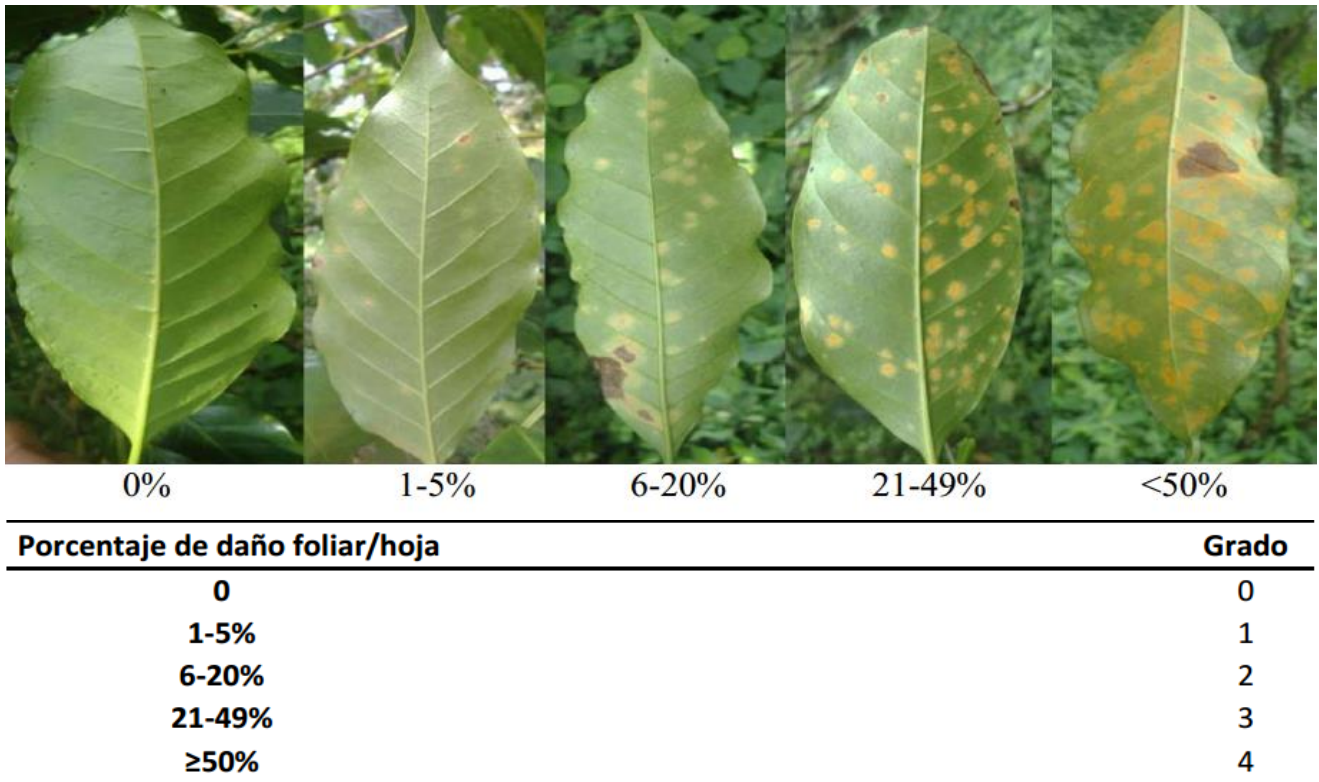 0% 1-5% 6-20% 21-49% <50%
Porcentaje de daño foliar/hoja Grado
0 0
1-5% 1
6-20% 2
21-49% 3
≥50% 4